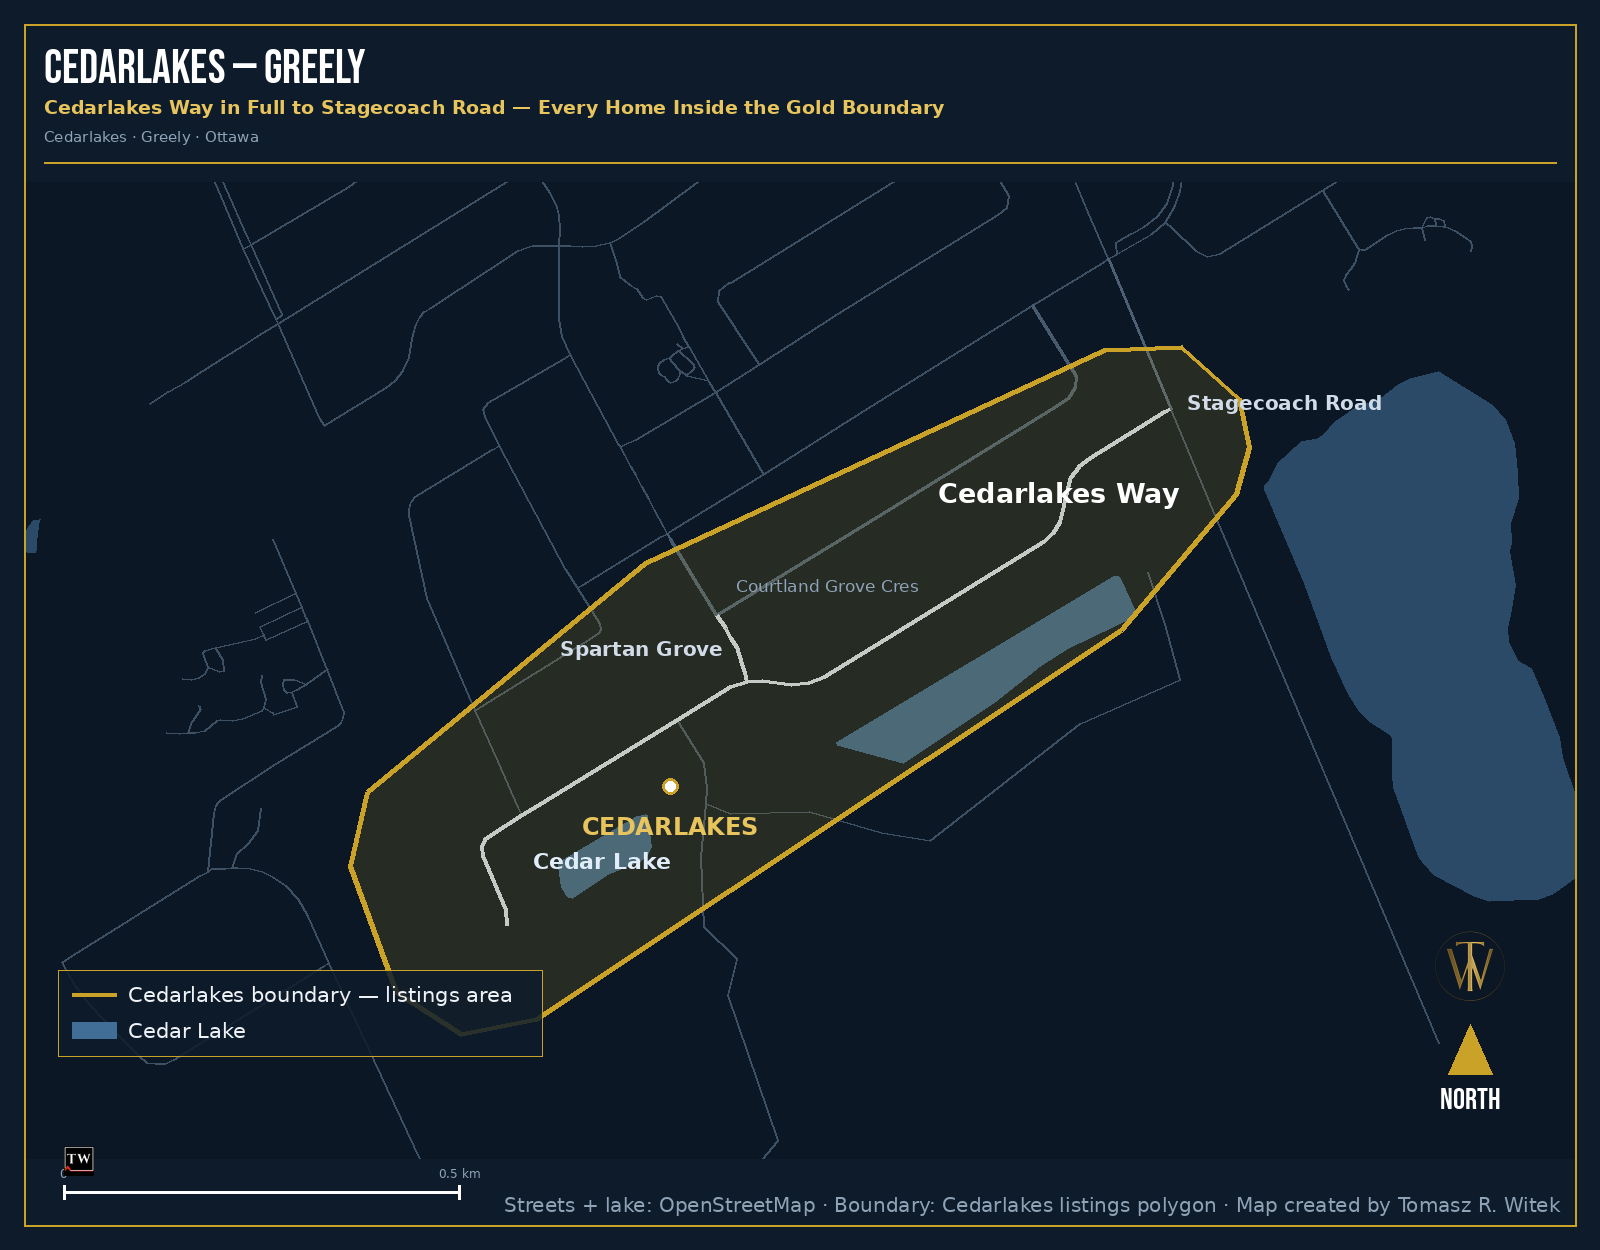 CEDARLAKES — GREELY
Cedarlakes Way in Full to Stagecoach Road — Every Home Inside the Gold Boundary
Cedarlakes · Greely · Ottawa
Stagecoach Road
Cedarlakes Way
Courtland Grove Cres
Spartan Grove
CEDARLAKES
Cedar Lake
Cedarlakes boundary — listings area
Cedar Lake
TW
NORTH
TW
0
0.5 km
Streets + lake: OpenStreetMap · Boundary: Cedarlakes listings polygon · Map created by Tomasz R. Witek